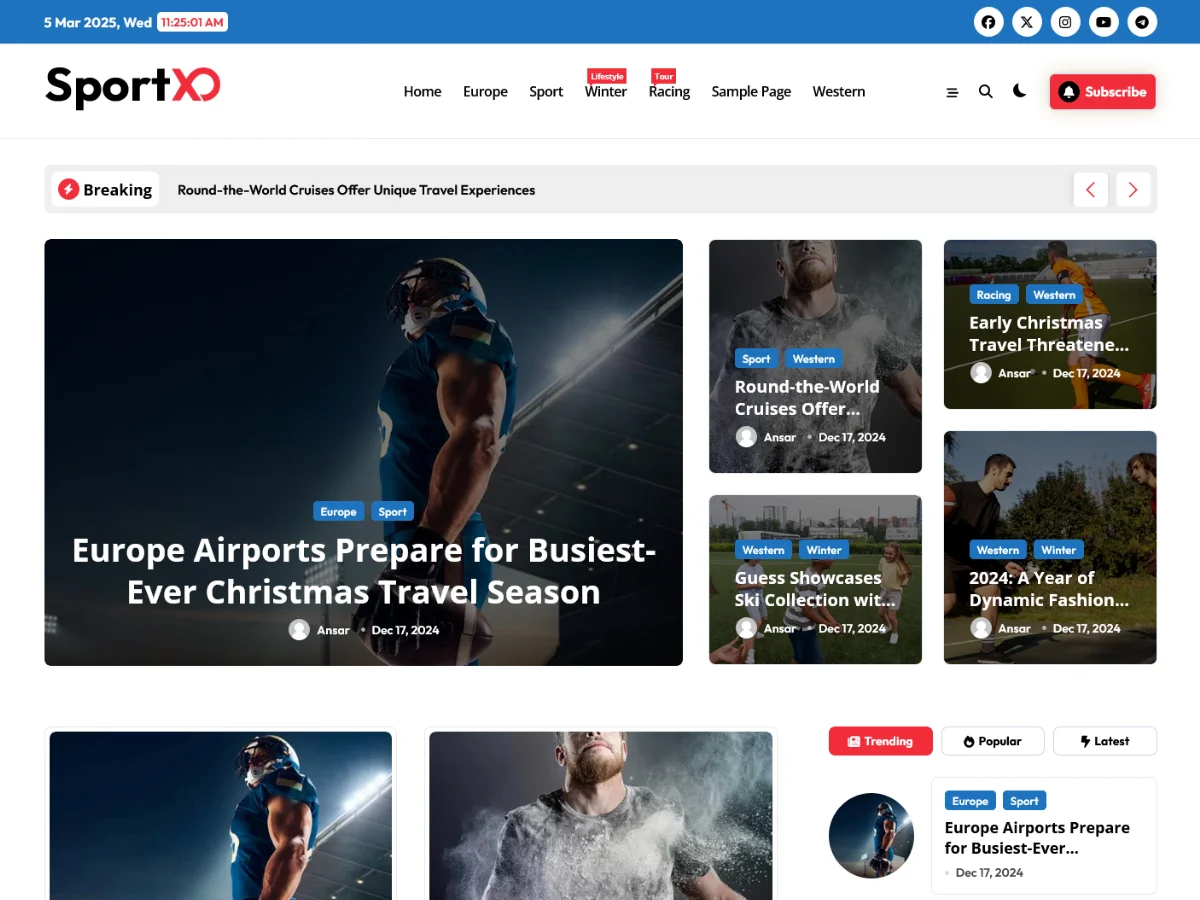 5 Mar 2025, Wed 11:25:01 AM
SportXO
Lifestyle Tour
Home Europe Sport Winter Racing Sample Page Western
Subscribe
Breaking Round-the-World Cruises Offer Unique Travel Experiences
Europe Sport
Europe Airports Prepare for Busiest-
Ever Christmas Travel Season
Ansar • Dec 17, 2024
Sport Western
Round-the-World
Cruises Offer...
Ansar • Dec 17, 2024
Racing Western
Early Christmas
Travel Threatene...
Ansar • Dec 17, 2024
Western Winter
Guess Showcases
Ski Collection wit...
Ansar • Dec 17, 2024
Western Winter
2024: A Year of
Dynamic Fashion...
Ansar • Dec 17, 2024
Trending Popular Latest
Europe Sport
Europe Airports Prepare
for Busiest-Ever...
• Dec 17, 2024